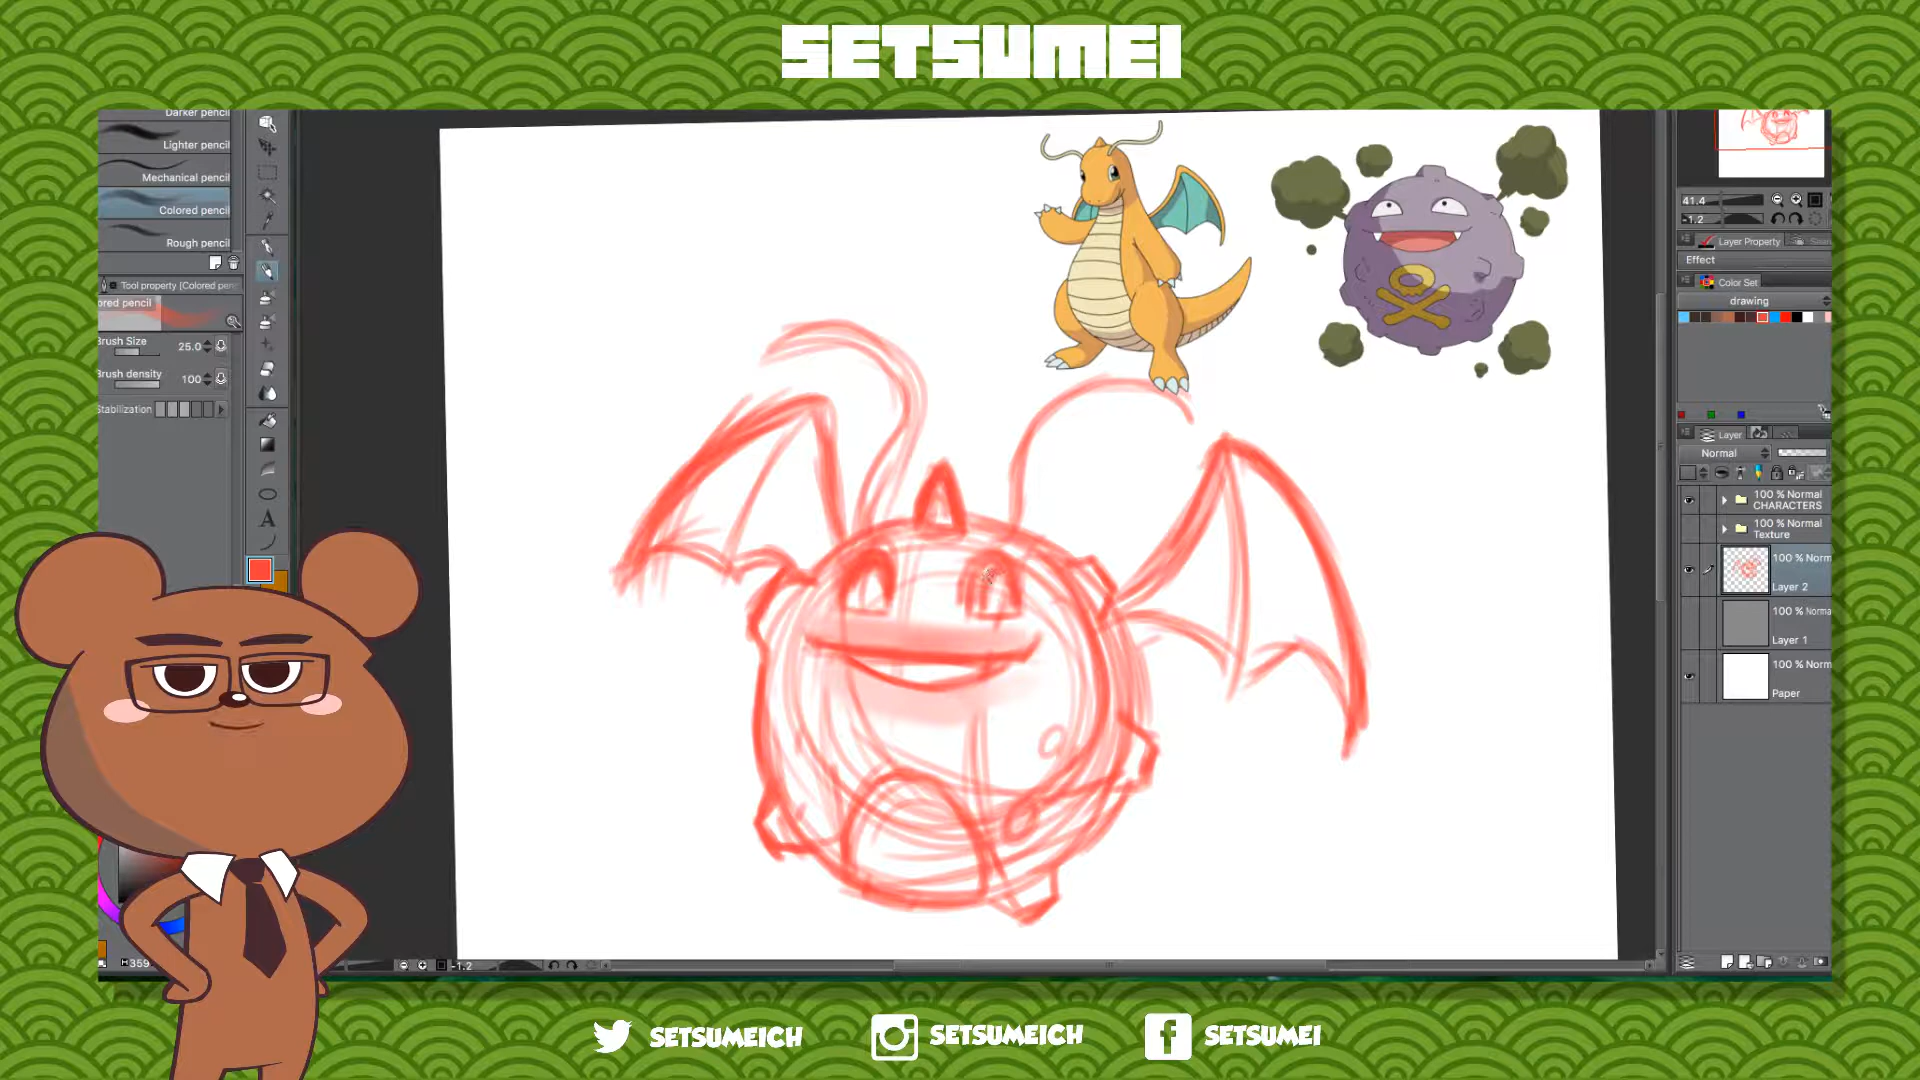 SETSUMEI
Darker pencil
Lighter pencil
Mechanical pencil
Colored pencil
Rough pencil
Tool property (Colored pen
ored pencil
Brush Size 25.0
Brush density 100
Stabilization
A
H359
-1.2
41.4
-1.2
Layer Property
Effect
Color Set
drawing
Layer
Normal
100 % Normal
CHARACTERS
100 % Normal
Texture
100 % Norm
Layer 2
100 % Norma
Layer 1
100 % Norm
Paper
SETSUMEICH
SETSUMEICH
SETSUMEI